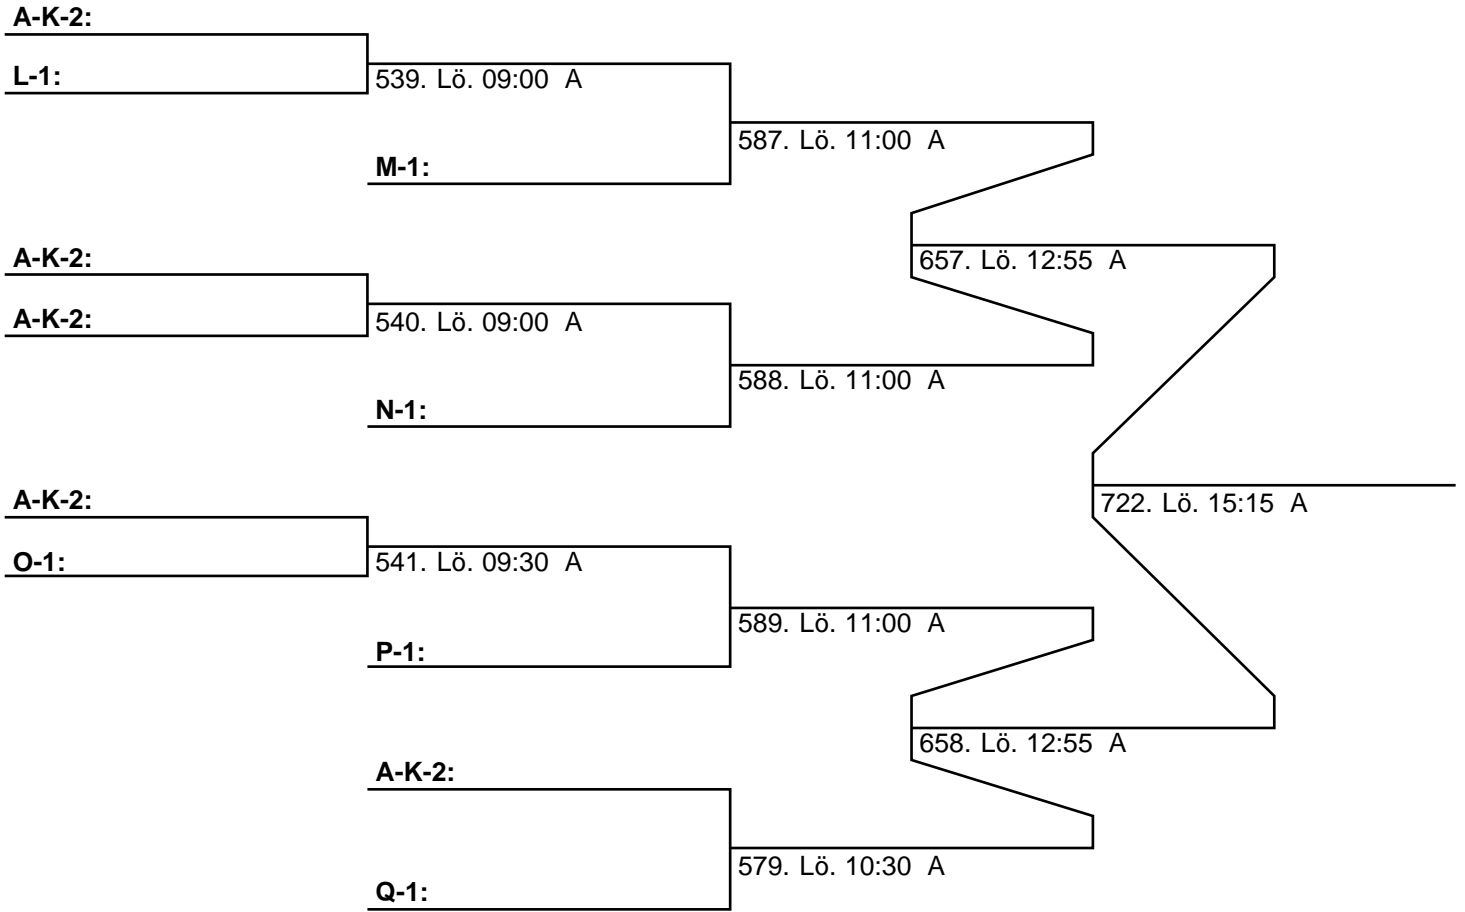 A-K-2:
L-1:
539. Lö. 09:00 A
587. Lö. 11:00 A
M-1:
A-K-2:
657. Lö. 12:55 A
A-K-2:
540. Lö. 09:00 A
588. Lö. 11:00 A
N-1:
A-K-2:
722. Lö. 15:15 A
O-1:
541. Lö. 09:30 A
589. Lö. 11:00 A
P-1:
658. Lö. 12:55 A
A-K-2:
579. Lö. 10:30 A
Q-1: